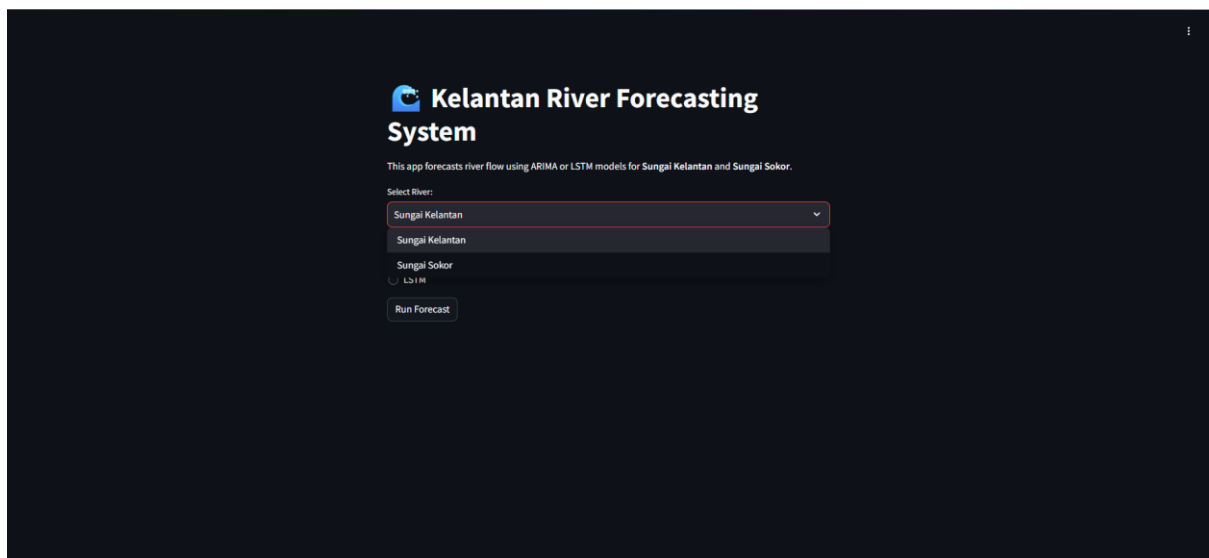 Kelantan River Forecasting
System
This app forecasts river flow using ARIMA or LSTM models for Sungai Kelantan and Sungai Sokor.
Select River:
Sungai Kelantan
Sungai Kelantan
Sungai Sokor
LSTM
Run Forecast